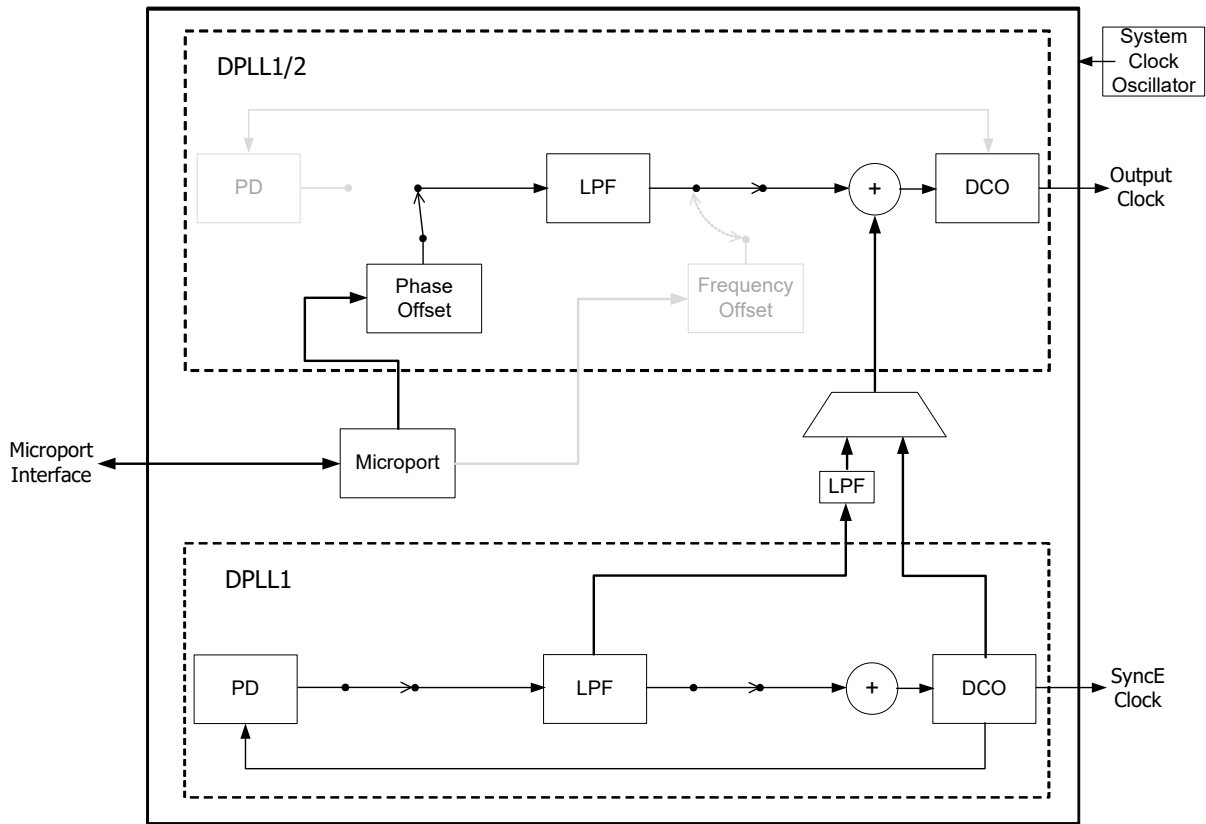 System
Clock
Oscillator
DPLL1/2
PD
LPF
+
DCO
Output
Clock
Phase
Offset
Frequency
Offset
Microport
Interface
Microport
LPF
DPLL1
PD
LPF
+
DCO
SyncE
Clock